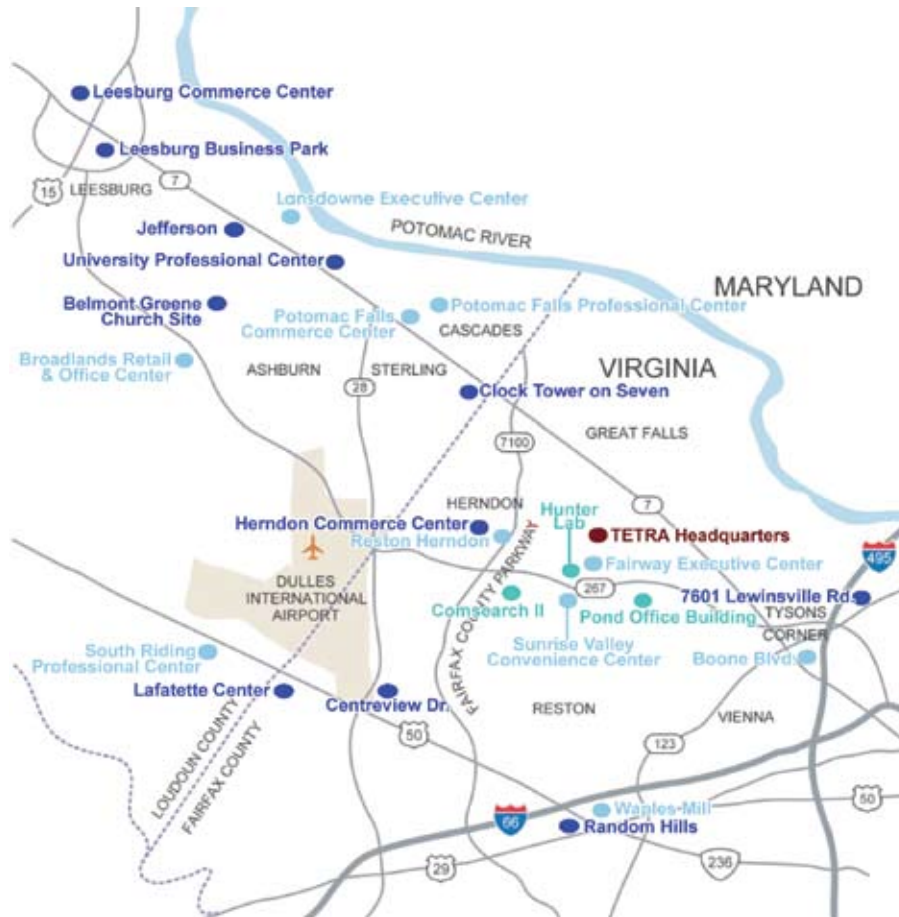 Leesburg Commerce Center
Leesburg Business Park
15
LEESBURG
7
Lansdowne Executive Center
Jefferson
POTOMAC RIVER
University Professional Center
MARYLAND
Belmont Greene
Church Site
Potomac Falls
Commerce Center
Potomac Falls Professional Center
CASCADES
Broadlands Retail
& Office Center
ASHBURN
STERLING
VIRGINIA
28
Clock Tower on Seven
GREAT FALLS
7100
HERNDON
7
Hunter
Lab
Herndon Commerce Center
Reston Herndon
TETRA Headquarters
495
Fairway Executive Center
DULLES
INTERNATIONAL
AIRPORT
FAIRFAX COUNTY PARKWAY
267
7601 Lewinsville Rd.
Comsearch II
Pond Office Building
TYSONS
CORNER
Sunrise Valley
Convenience Center
South Riding
Professional Center
Boone Blvd.
Lafatette Center
Centreview Dr.
RESTON
VIENNA
LOUDOUN COUNTY
FAIRFAX COUNTY
50
123
Waples-Mill
50
66
Random Hills
29
236